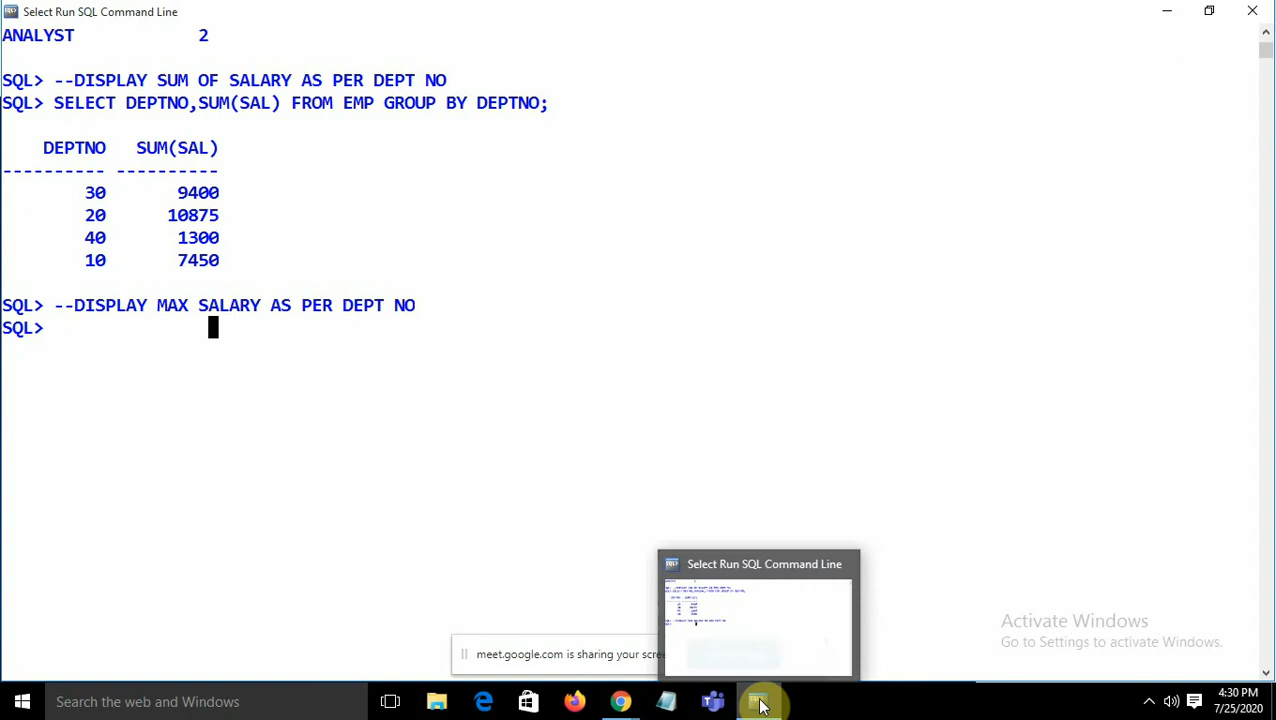 Select Run SQL Command Line
ANALYST 2
SQL> --DISPLAY SUM OF SALARY AS PER DEPT NO
SQL> SELECT DEPTNO,SUM(SAL) FROM EMP GROUP BY DEPTNO;
DEPTNO SUM(SAL)
---------- ----------
30 9400
20 10875
40 1300
10 7450
SQL> --DISPLAY MAX SALARY AS PER DEPT NO
SQL>
Select Run SQL Command Line
meet.google.com is sharing your scree
Activate Windows
Go to Settings to activate Windows.
Search the web and Windows
4:30 PM
7/25/2020